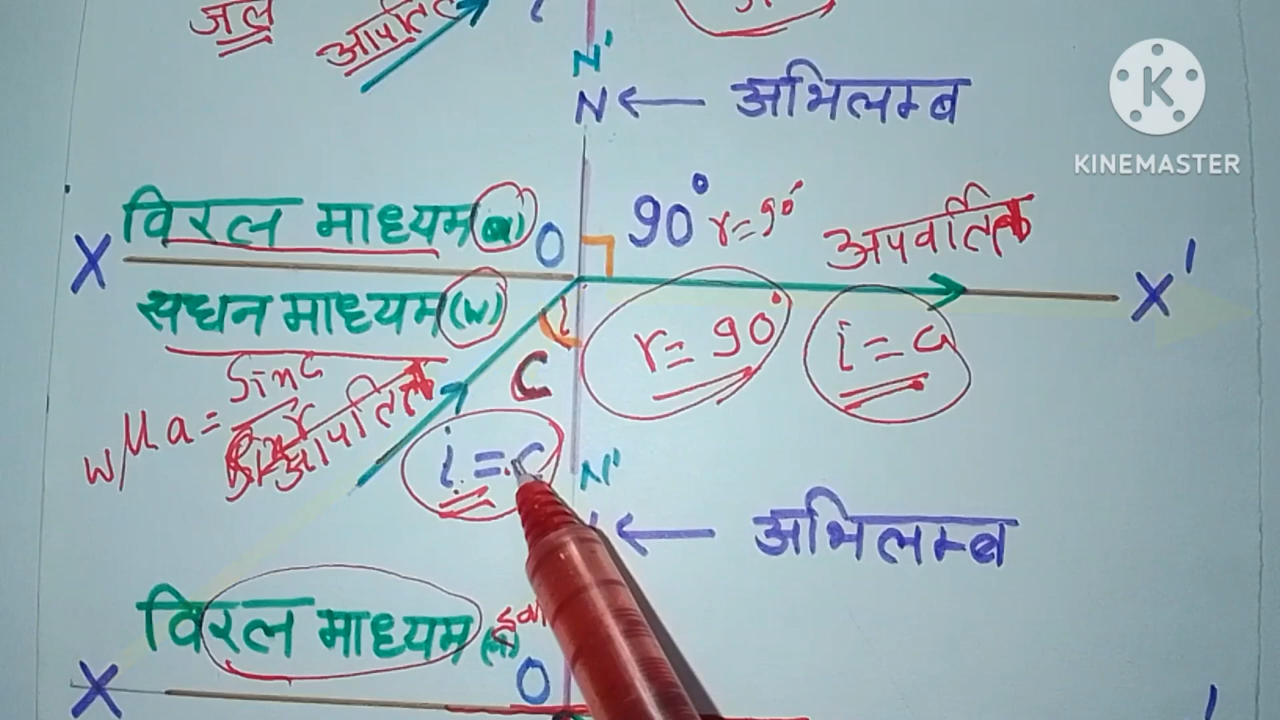 जल
आपतित
i
N'
N ← अभिलम्ब
K
KINEMASTER
विरल माध्यम(a)
O
90° r=90°
अपवर्तित
X
X'
सघन माध्यम(w)
i
C
r = 90°
i = C
wμa = Sin C
आपतित
i = C
N'
← अभिलम्ब
विरल माध्यम
O
X